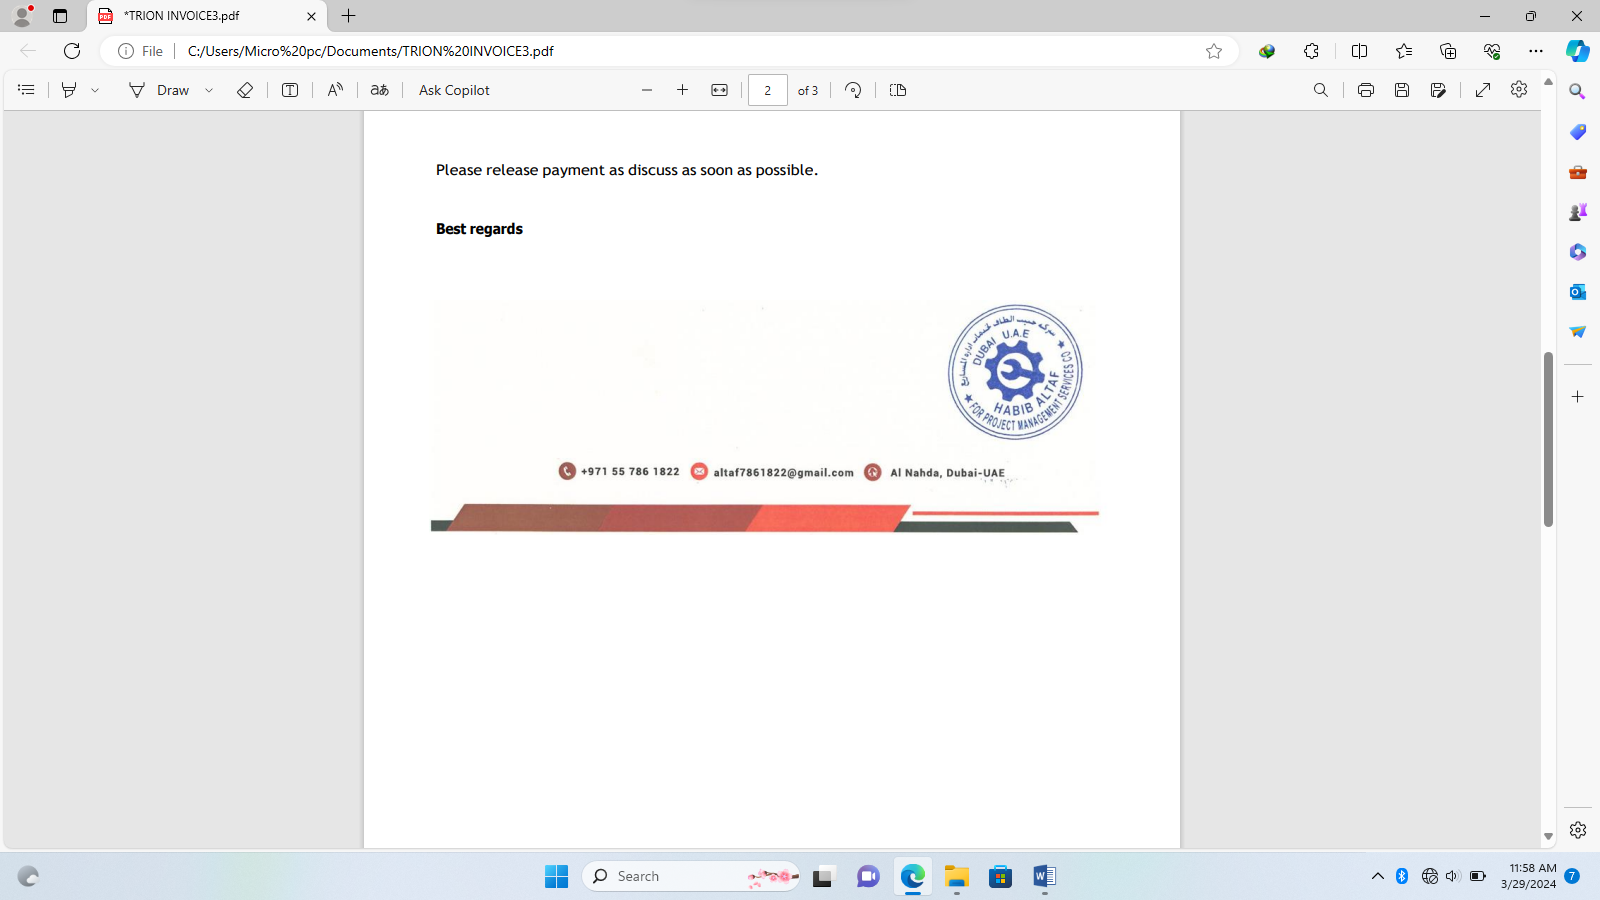 *TRION INVOICE3.pdf
File
C:/Users/Micro%20pc/Documents/TRION%20INVOICE3.pdf
Draw
aあ
Ask Copilot
2
of 3
Please release payment as discuss as soon as possible.
Best regards
DUBAI U.A.E
HABIB ALTAF
FOR PROJECT MANAGEMENT SERVICES CO
+971 55 786 1822
altaf7861822@gmail.com
Al Nahda, Dubai-UAE
Search
11:58 AM
3/29/2024
7